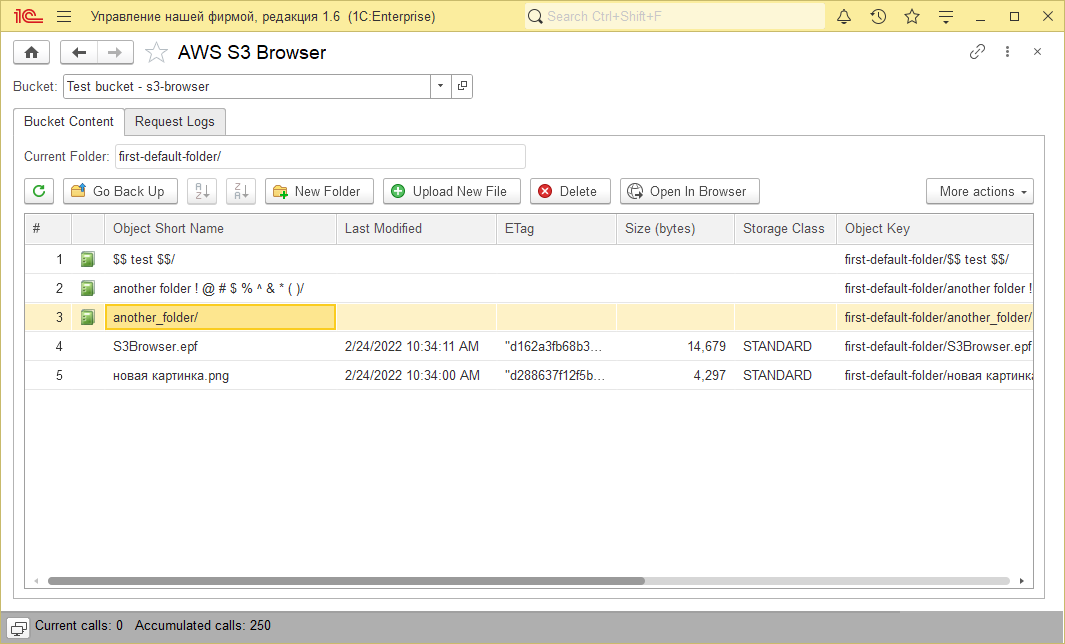 1С Управление нашей фирмой, редакция 1.6 (1C:Enterprise) Search Ctrl+Shift+F
AWS S3 Browser
Bucket: Test bucket - s3-browser
Bucket Content Request Logs
Current Folder: first-default-folder/
Go Back Up A Z Z A New Folder Upload New File Delete Open In Browser More actions
# Object Short Name Last Modified ETag Size (bytes) Storage Class Object Key
1 $$ test $$/ first-default-folder/$$ test $$/
2 another folder ! @ # $ % ^ & * ( )/ first-default-folder/another folder !
3 another_folder/ first-default-folder/another_folder/
4 S3Browser.epf 2/24/2022 10:34:11 AM "d162a3fb68b3... 14,679 STANDARD first-default-folder/S3Browser.epf
5 новая картинка.png 2/24/2022 10:34:00 AM "d288637f12f5b... 4,297 STANDARD first-default-folder/новая картинка
Current calls: 0 Accumulated calls: 250